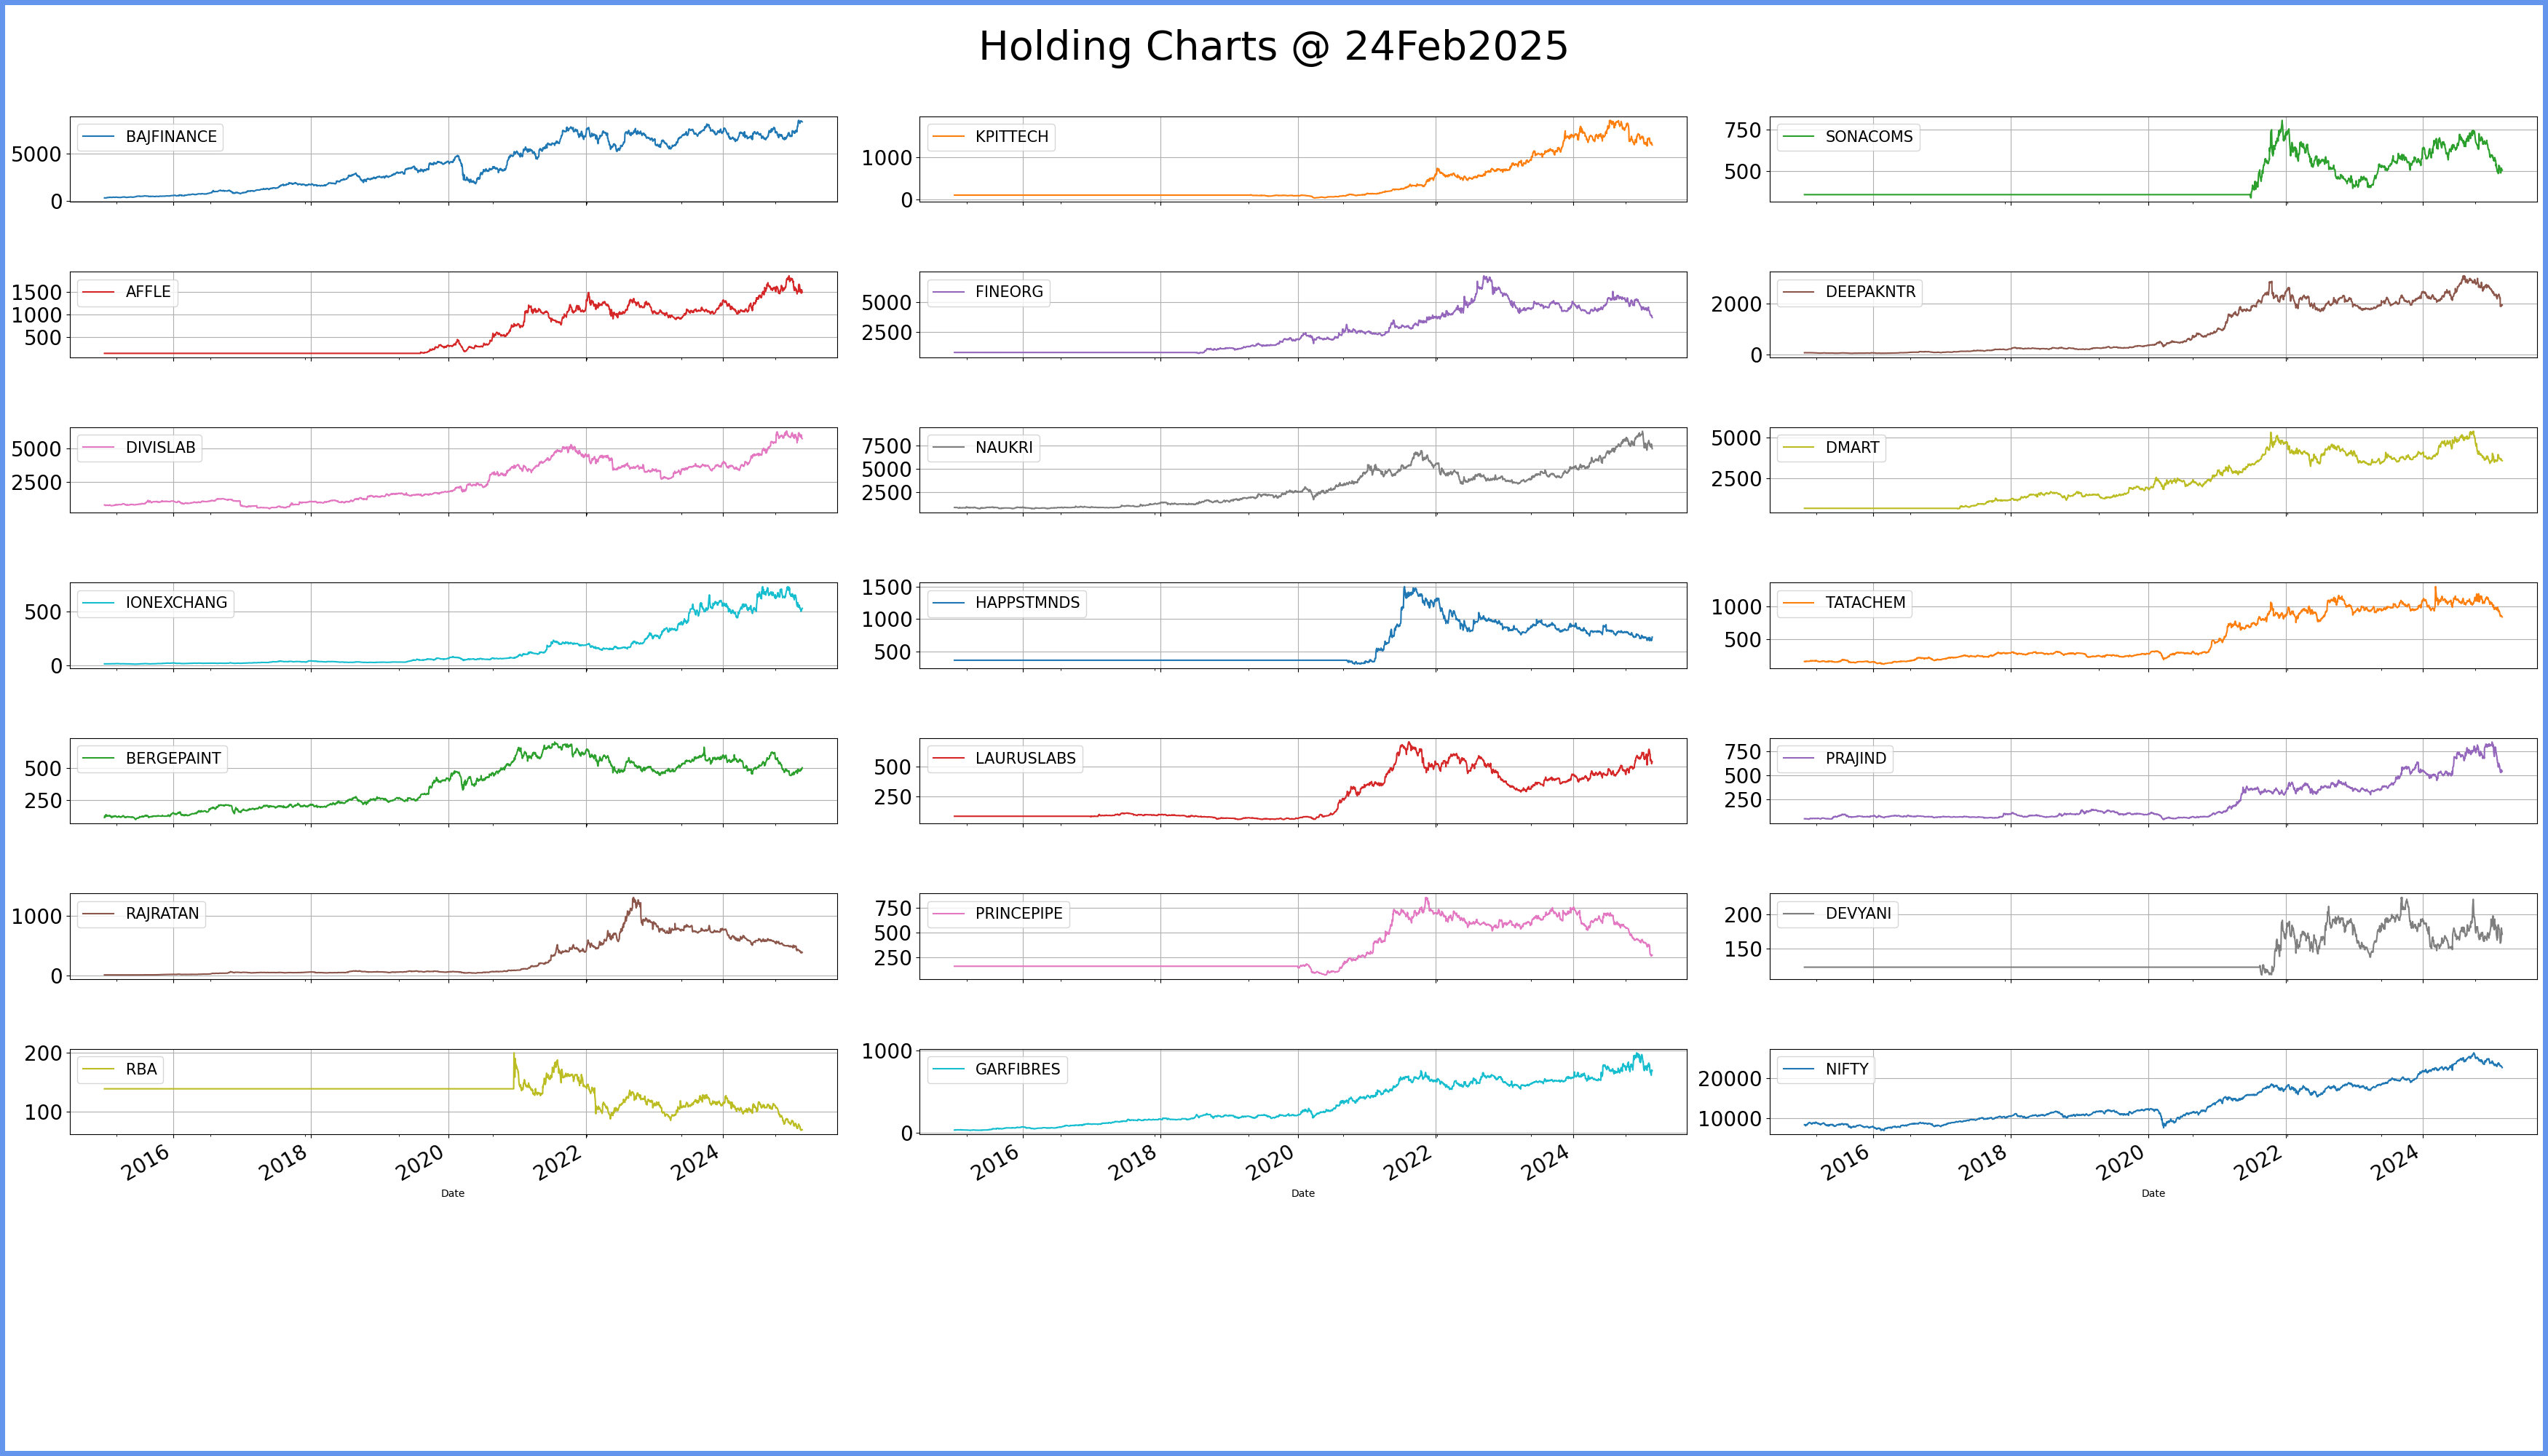 Holding Charts @ 24Feb2025
BAJFINANCE
5000
0
KPITTECH
1000
0
SONACOMS
750
500
AFFLE
1500
1000
500
FINEORG
5000
2500
DEEPAKNTR
2000
0
DIVISLAB
5000
2500
NAUKRI
7500
5000
2500
DMART
5000
2500
IONEXCHANG
500
0
HAPPSTMNDS
1500
1000
500
TATACHEM
1000
500
BERGEPAINT
500
250
LAURUSLABS
500
250
PRAJIND
750
500
250
RAJRATAN
1000
0
PRINCEPIPE
750
500
250
DEVYANI
200
150
RBA
200
100
GARFIBRES
1000
0
NIFTY
20000
10000
2016 2018 2020 2022 2024
2016 2018 2020 2022 2024
2016 2018 2020 2022 2024
Date
Date
Date